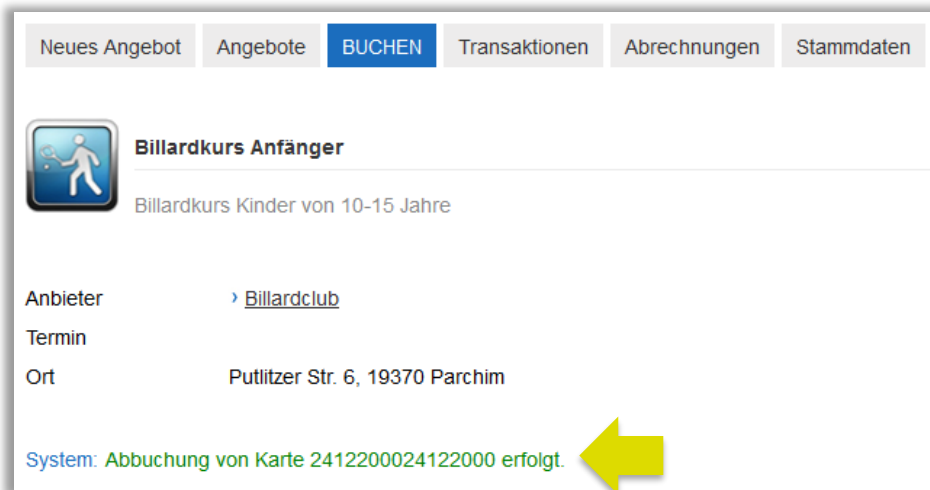 Neues Angebot Angebote BUCHEN Transaktionen Abrechnungen Stammdaten
Billardkurs Anfänger
Billardkurs Kinder von 10-15 Jahre
Anbieter › Billardclub
Termin
Ort Putlitzer Str. 6, 19370 Parchim
System: Abbuchung von Karte 2412200024122000 erfolgt.